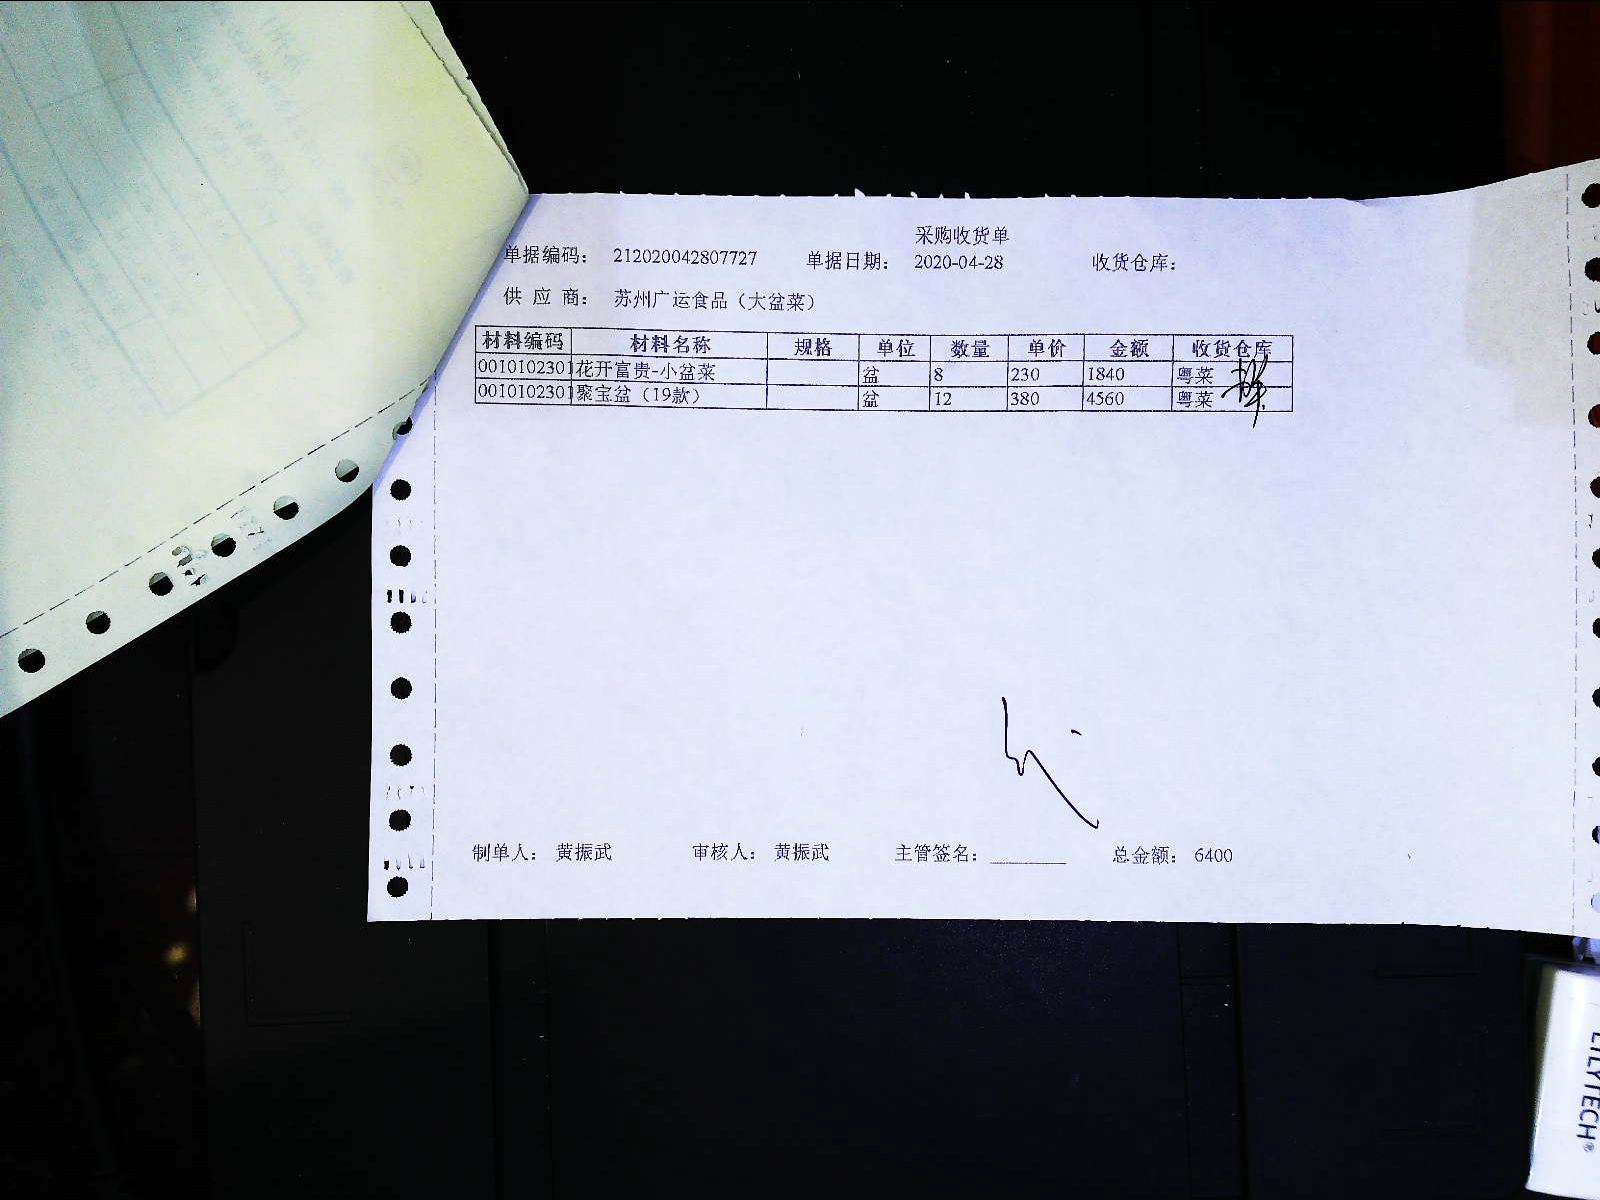 采购收货单
单据编码: 212020042807727 单据日期: 2020-04-28 收货仓库:
供 应 商: 苏州广运食品（大盆菜）
材料编码 材料名称 规格 单位 数量 单价 金额 收货仓库
0010102301 花开富贵-小盆菜 盆 8 230 1840 粤菜
0010102301 聚宝盆（19款） 盆 12 380 4560 粤菜
制单人: 黄振武 审核人: 黄振武 主管签名: 总金额: 6400
LILYTECH®